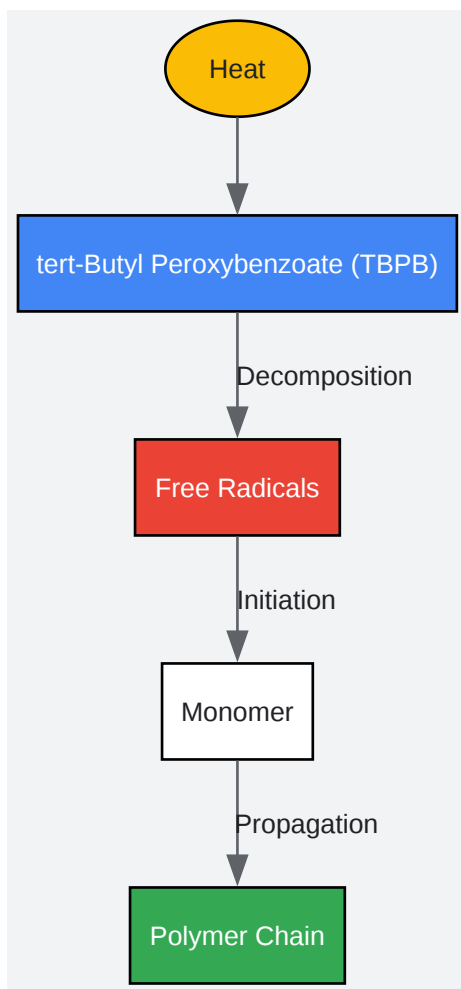 Heat
tert-Butyl Peroxybenzoate (TBPB)
Decomposition
Free Radicals
Initiation
Monomer
Propagation
Polymer Chain